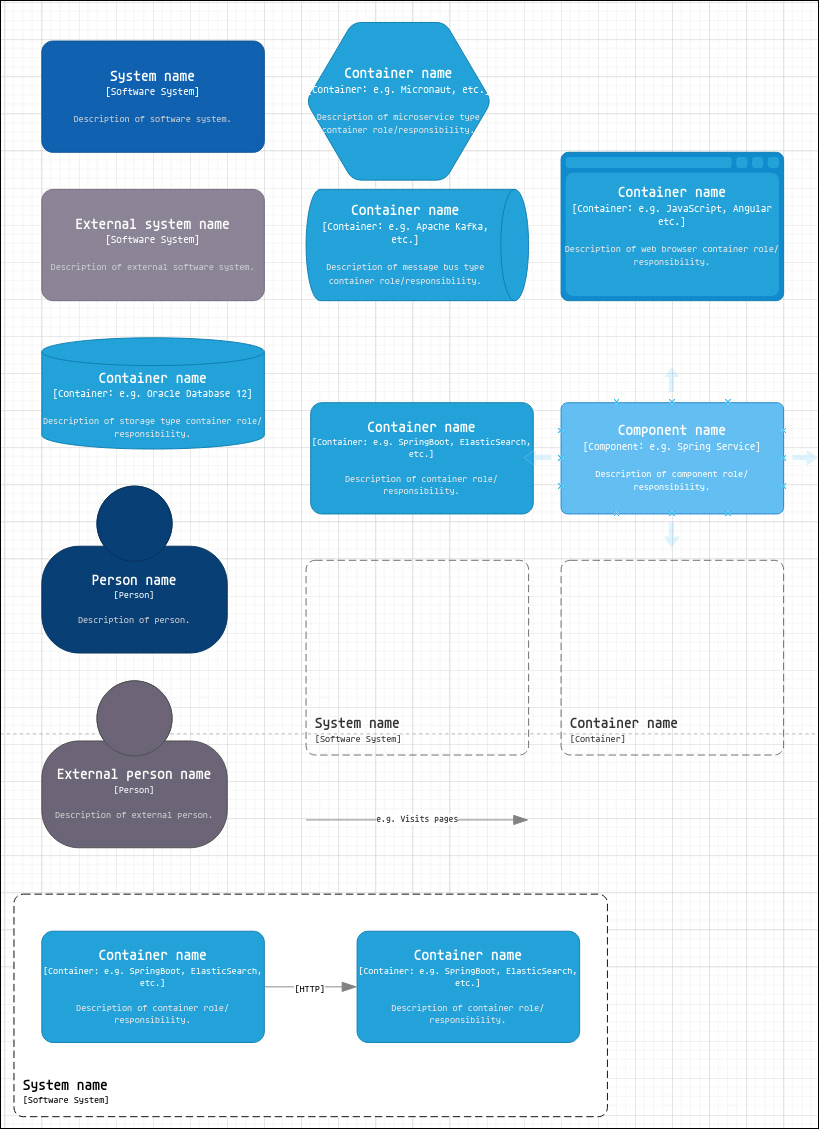 System name
[Software System]
Description of software system.
Container name
[Container: e.g. Micronaut, etc.]
Description of microservice type
container role/responsibility.
External system name
[Software System]
Description of external software system.
Container name
[Container: e.g. Apache Kafka,
etc.]
Description of message bus type
container role/responsibility.
Container name
[Container: e.g. JavaScript, Angular
etc.]
Description of web browser container role/
responsibility.
Container name
[Container: e.g. Oracle Database 12]
Description of storage type container role/
responsibility.
Container name
[Container: e.g. SpringBoot, ElasticSearch,
etc.]
Description of container role/
responsibility.
Component name
[Component: e.g. Spring Service]
Description of component role/
responsibility.
Person name
[Person]
Description of person.
System name
[Software System]
Container name
[Container]
External person name
[Person]
Description of external person.
e.g. Visits pages
Container name
[Container: e.g. SpringBoot, ElasticSearch,
etc.]
Description of container role/
responsibility.
[HTTP]
Container name
[Container: e.g. SpringBoot, ElasticSearch,
etc.]
Description of container role/
responsibility.
System name
[Software System]